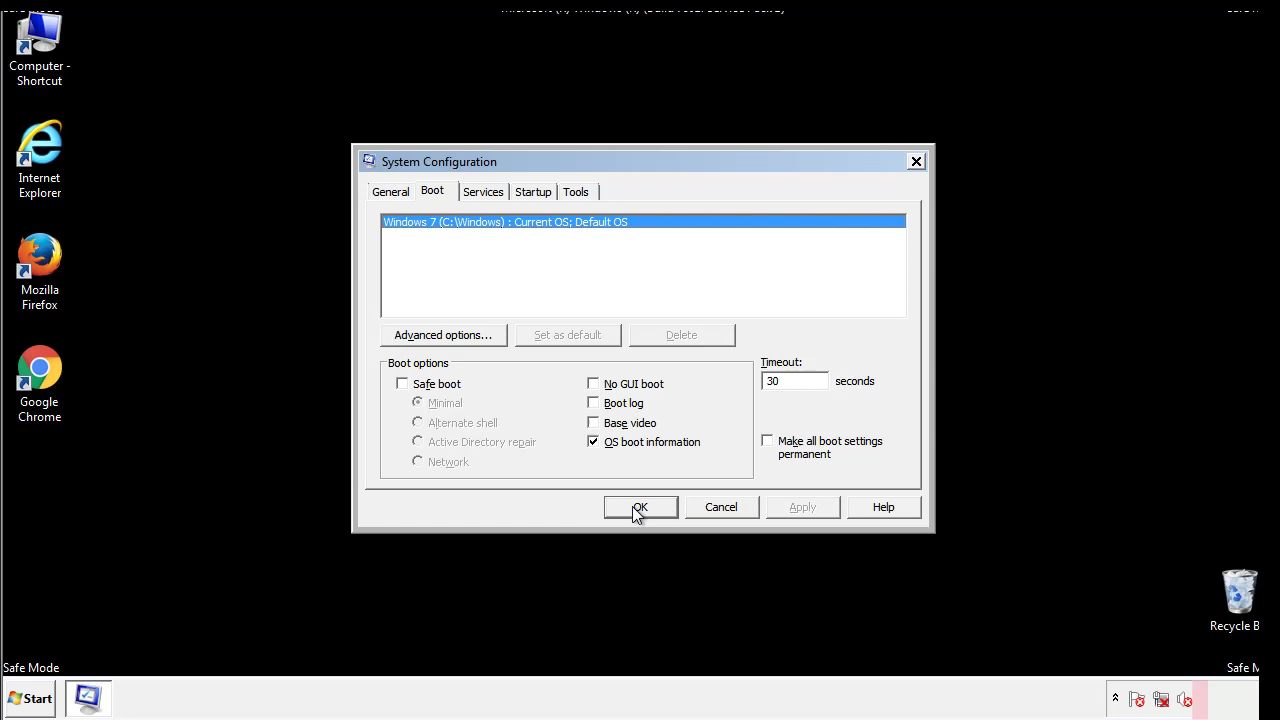 Computer -
Shortcut
Internet
Explorer
Mozilla
Firefox
Google
Chrome
System Configuration
General Boot Services Startup Tools
Windows 7 (C:\Windows) : Current OS; Default OS
Advanced options... Set as default Delete
Boot options
Timeout:
30 seconds
Safe boot
Minimal
Alternate shell
Active Directory repair
Network
No GUI boot
Boot log
Base video
OS boot information
Make all boot settings
permanent
OK Cancel Apply Help
Recycle B
Safe Mode
Safe M
Start